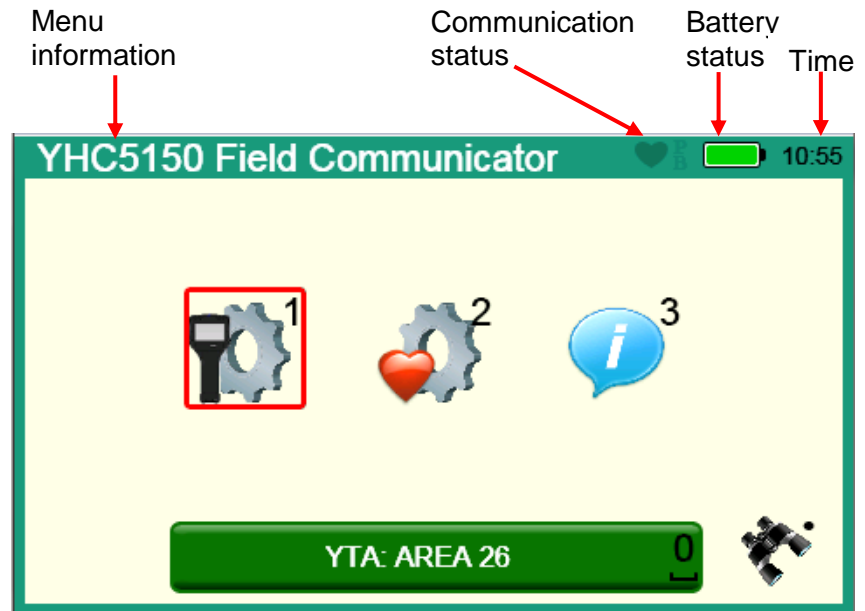 Menu
information
Communication
status
Battery
status
Time
YHC5150 Field Communicator
P
B
10:55
1
2
i
3
YTA: AREA 26
0